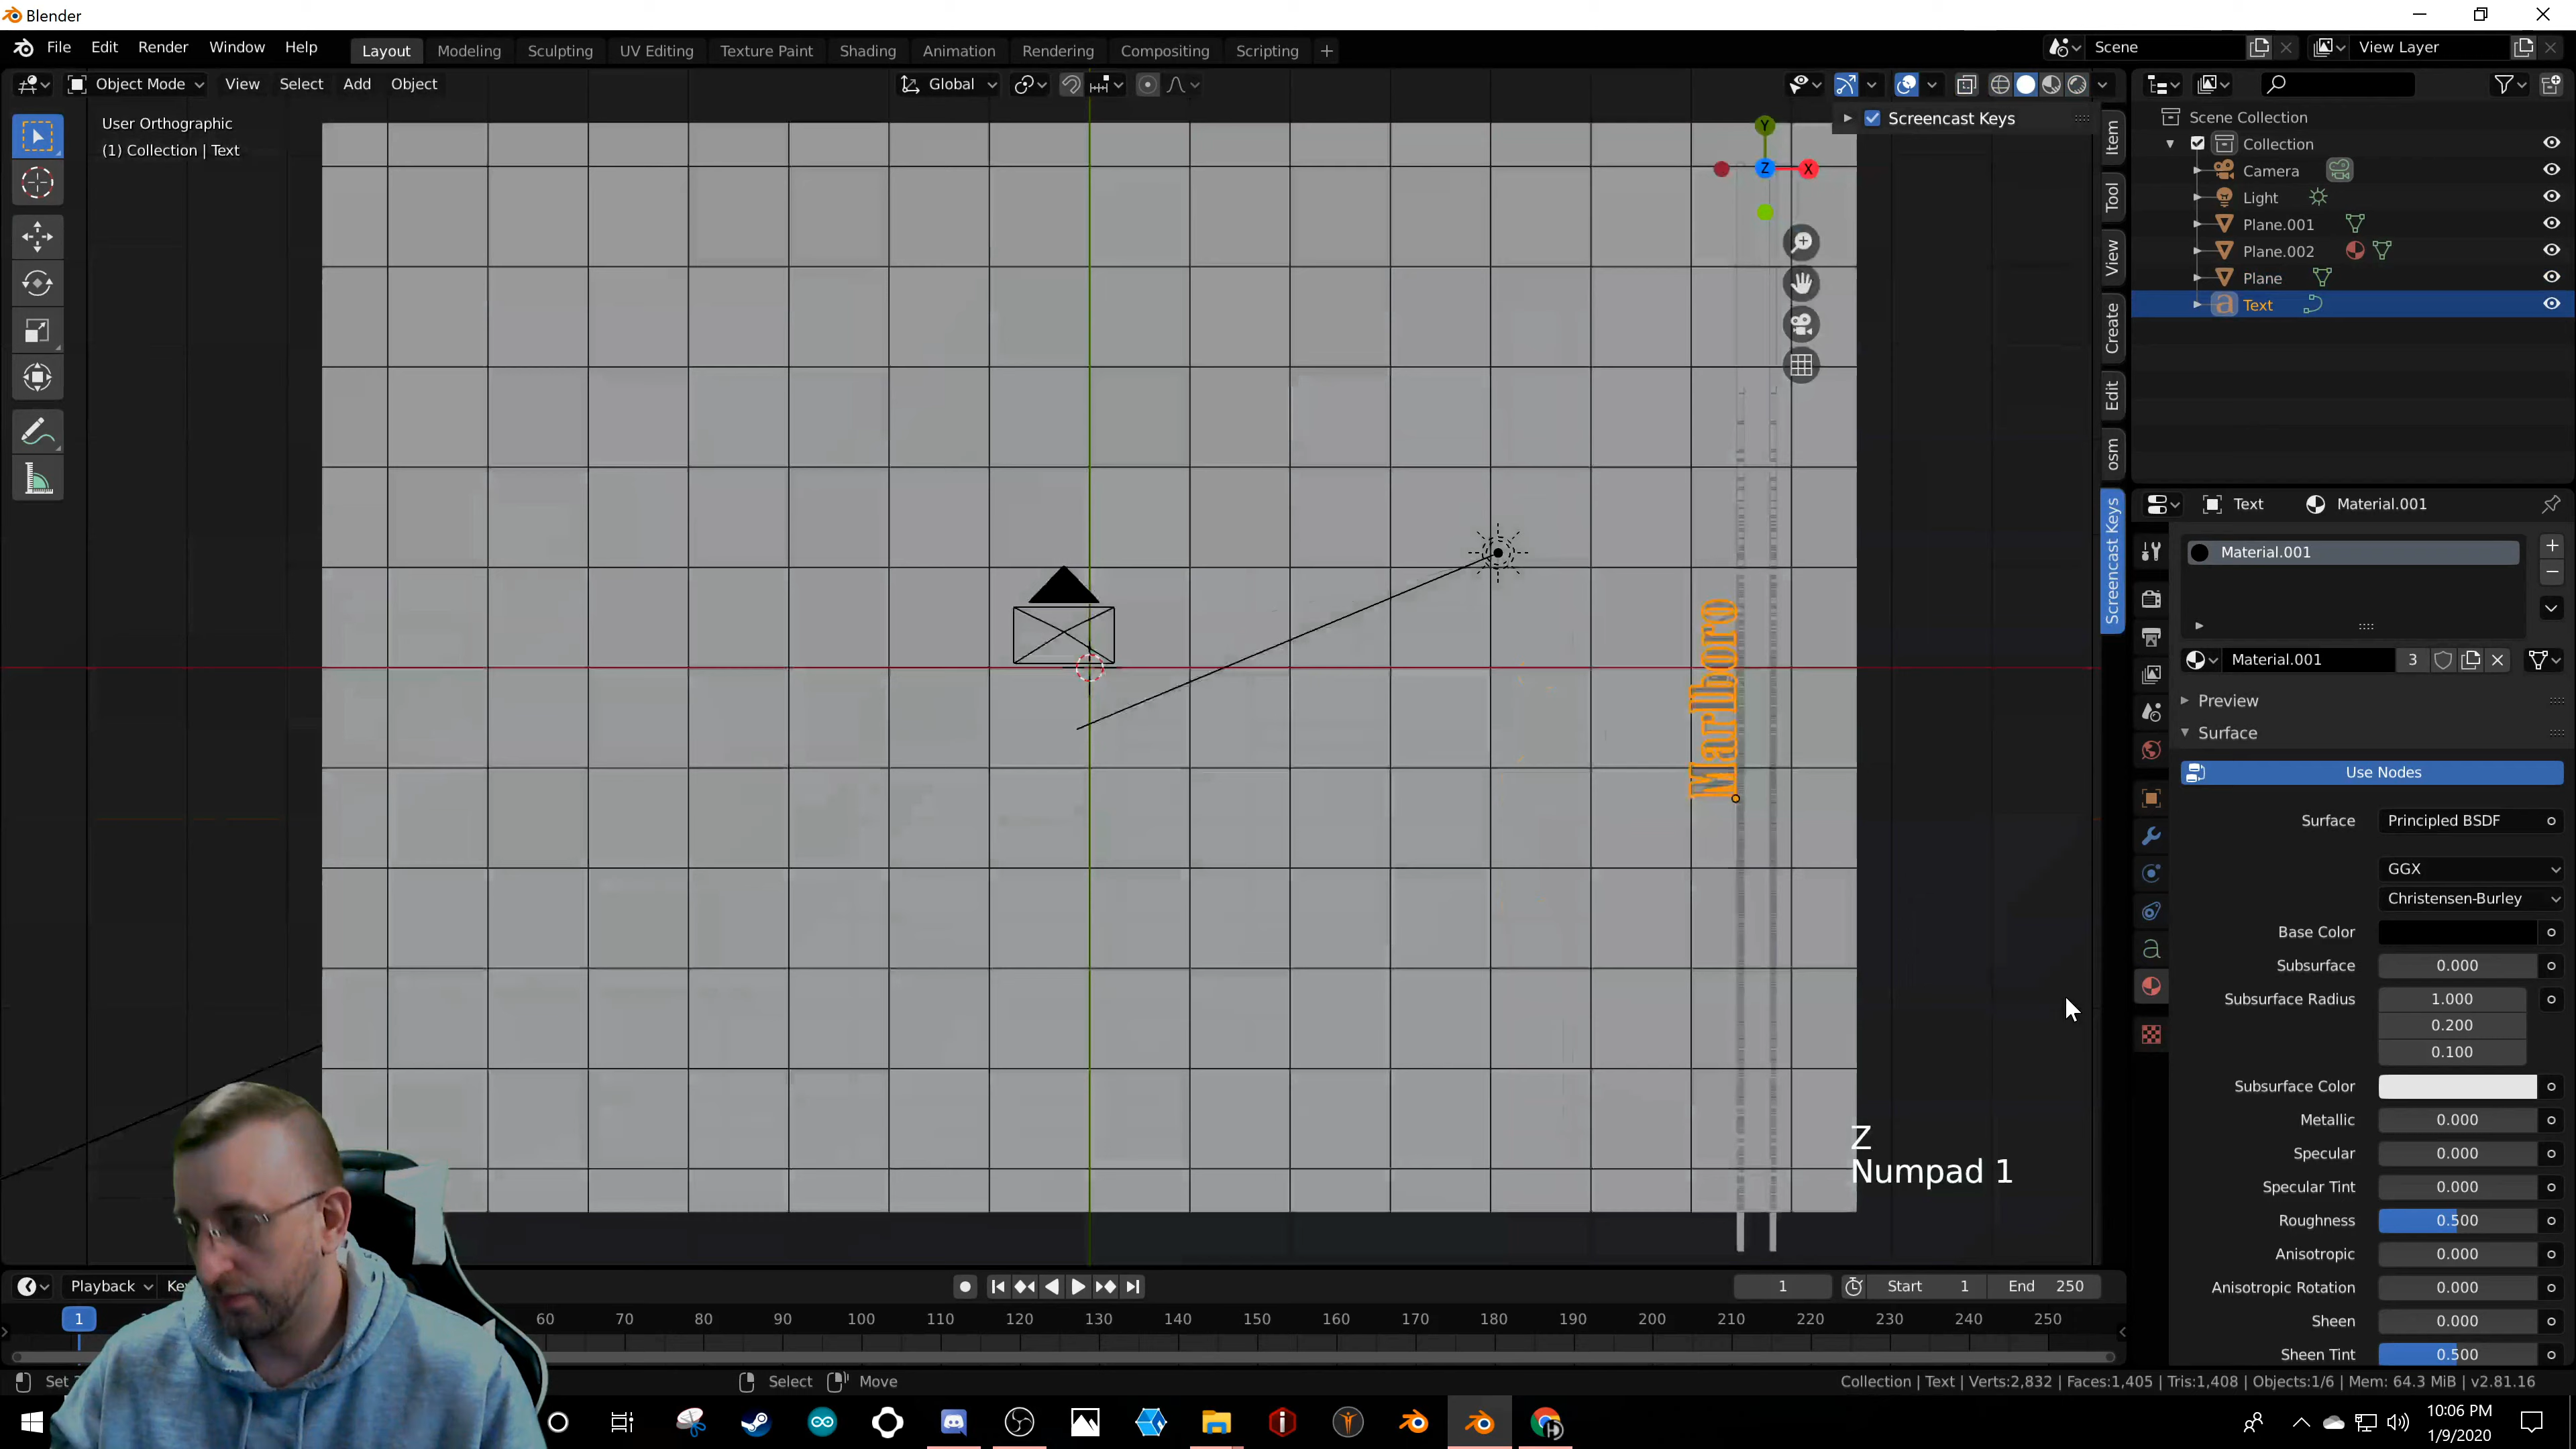 Blender
File Edit Render Window Help
Layout Modeling Sculpting UV Editing Texture Paint Shading Animation Rendering Compositing Scripting +
Scene View Layer
Object Mode View Select Add Object Global
User Orthographic
(1) Collection | Text
Screencast Keys
Y
Z X
Item
Tool
View
Create
Edit
osm
Screencast Keys
Scene Collection
Collection
Camera
Light
Plane.001
Plane.002
Plane
Text
Marlboro
Z
Numpad 1
Text Material.001
Material.001
Material.001 3
Preview
Surface
Use Nodes
Surface Principled BSDF
GGX
Christensen-Burley
Base Color
Subsurface 0.000
Subsurface Radius 1.000
0.200
0.100
Subsurface Color
Metallic 0.000
Specular 0.000
Specular Tint 0.000
Roughness 0.500
Anisotropic 0.000
Anisotropic Rotation 0.000
Sheen 0.000
Sheen Tint 0.500
Playback 1 Start 1 End 250
1 60 70 80 90 100 110 120 130 140 150 160 170 180 190 200 210 220 230 240 250
Select Move
Collection | Text | Verts:2,832 | Faces:1,405 | Tris:1,408 | Objects:1/6 | Mem: 64.3 MiB | v2.81.16
10:06 PM
1/9/2020